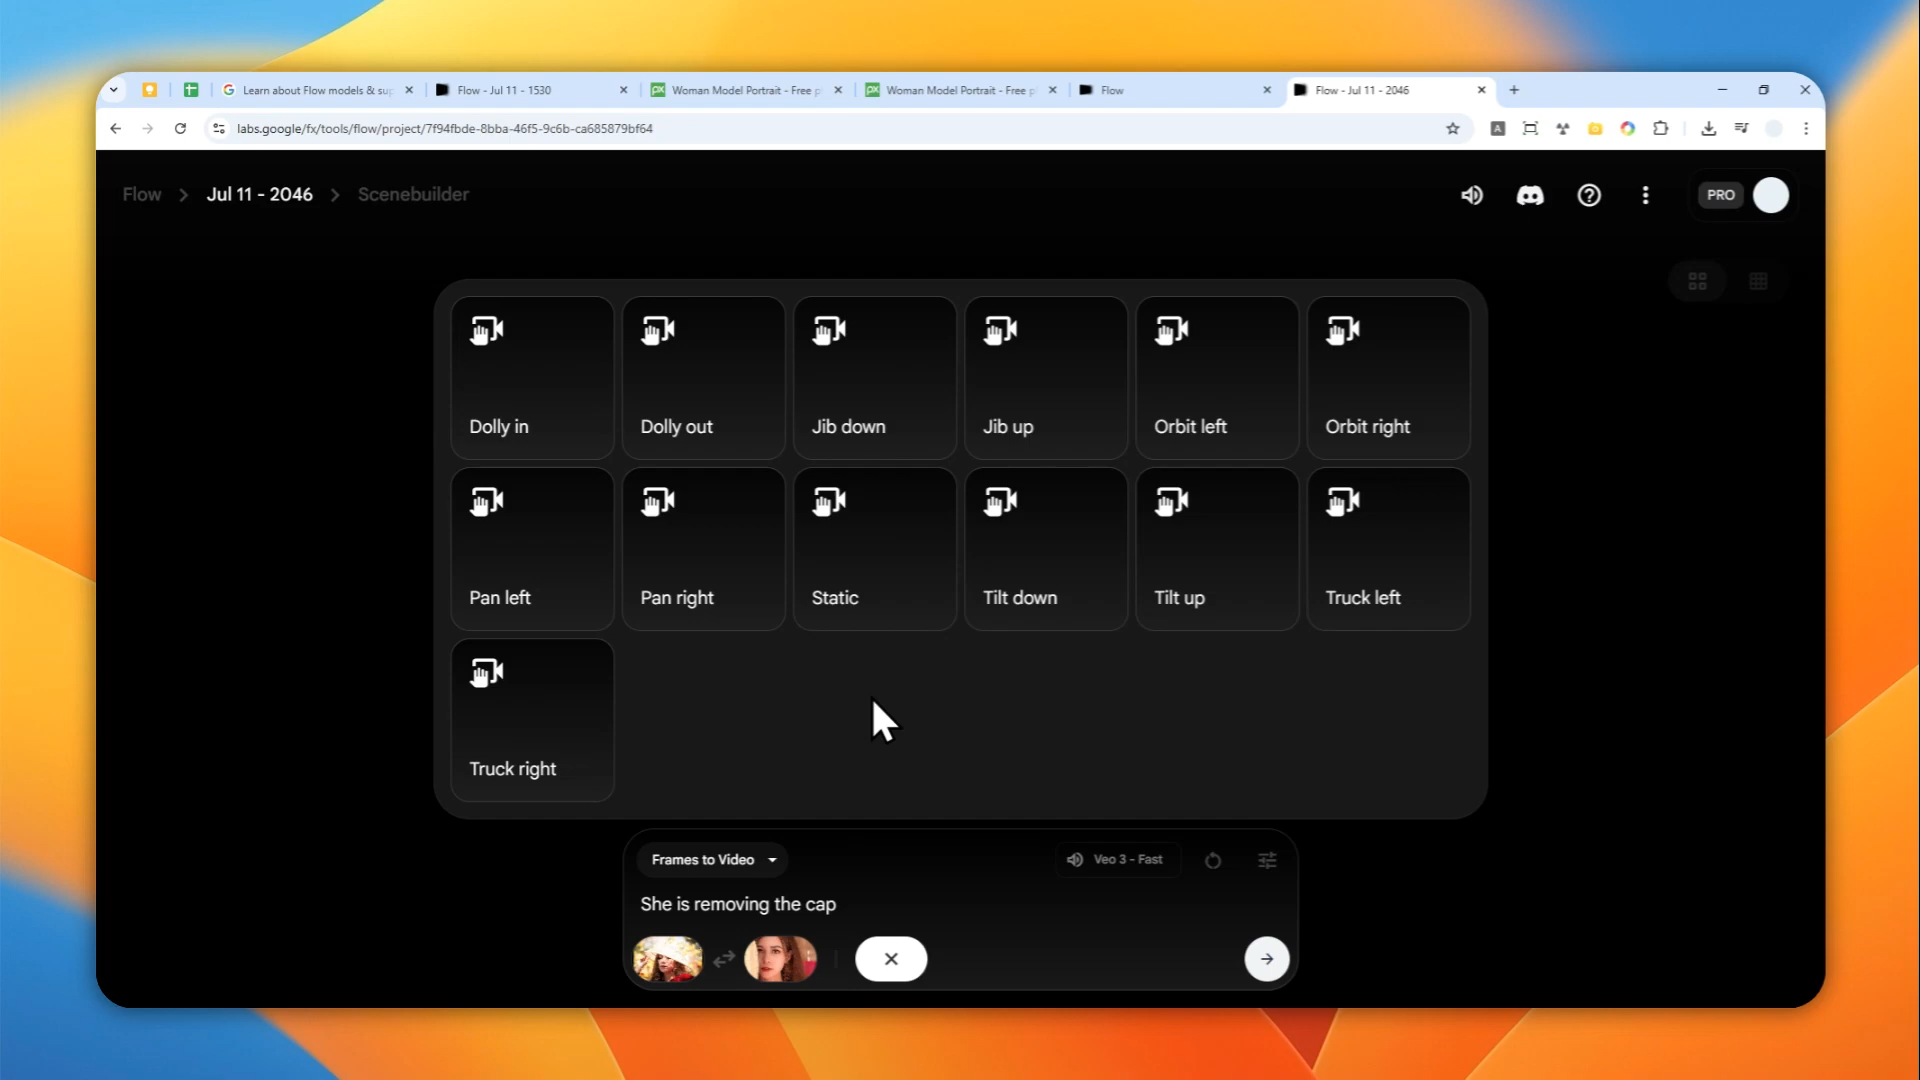 Learn about Flow models & sup
Flow - Jul 11 - 1530
Woman Model Portrait - Free p
Woman Model Portrait - Free p
Flow
Flow - Jul 11 - 2046
labs.google/fx/tools/flow/project/7f94fbde-8bba-46f5-9c6b-ca685879bf64
Flow > Jul 11 - 2046 > Scenebuilder
PRO
Dolly in
Dolly out
Jib down
Jib up
Orbit left
Orbit right
Pan left
Pan right
Static
Tilt down
Tilt up
Truck left
Truck right
Frames to Video
Veo 3 - Fast
She is removing the cap